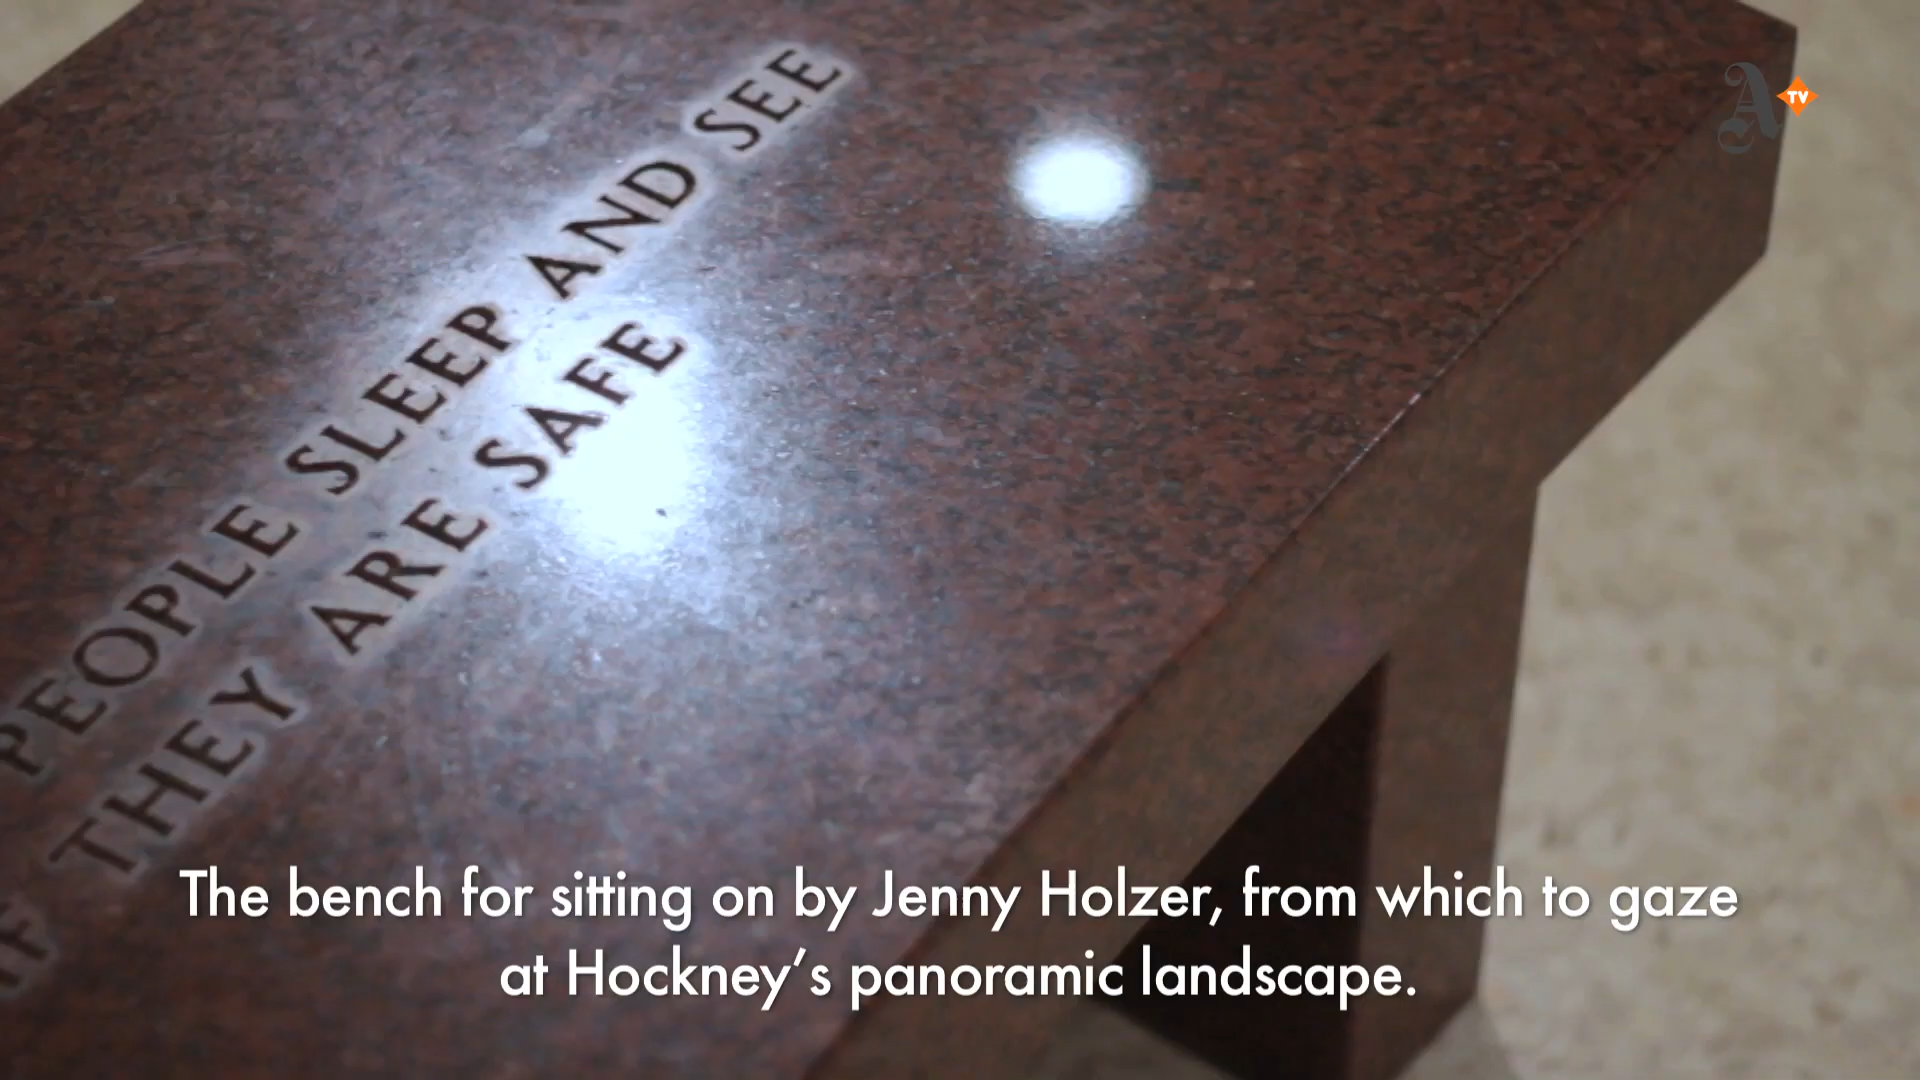 A TV
PEOPLE SLEEP AND SEE
IF THEY ARE SAFE
The bench for sitting on by Jenny Holzer, from which to gaze
at Hockney’s panoramic landscape.